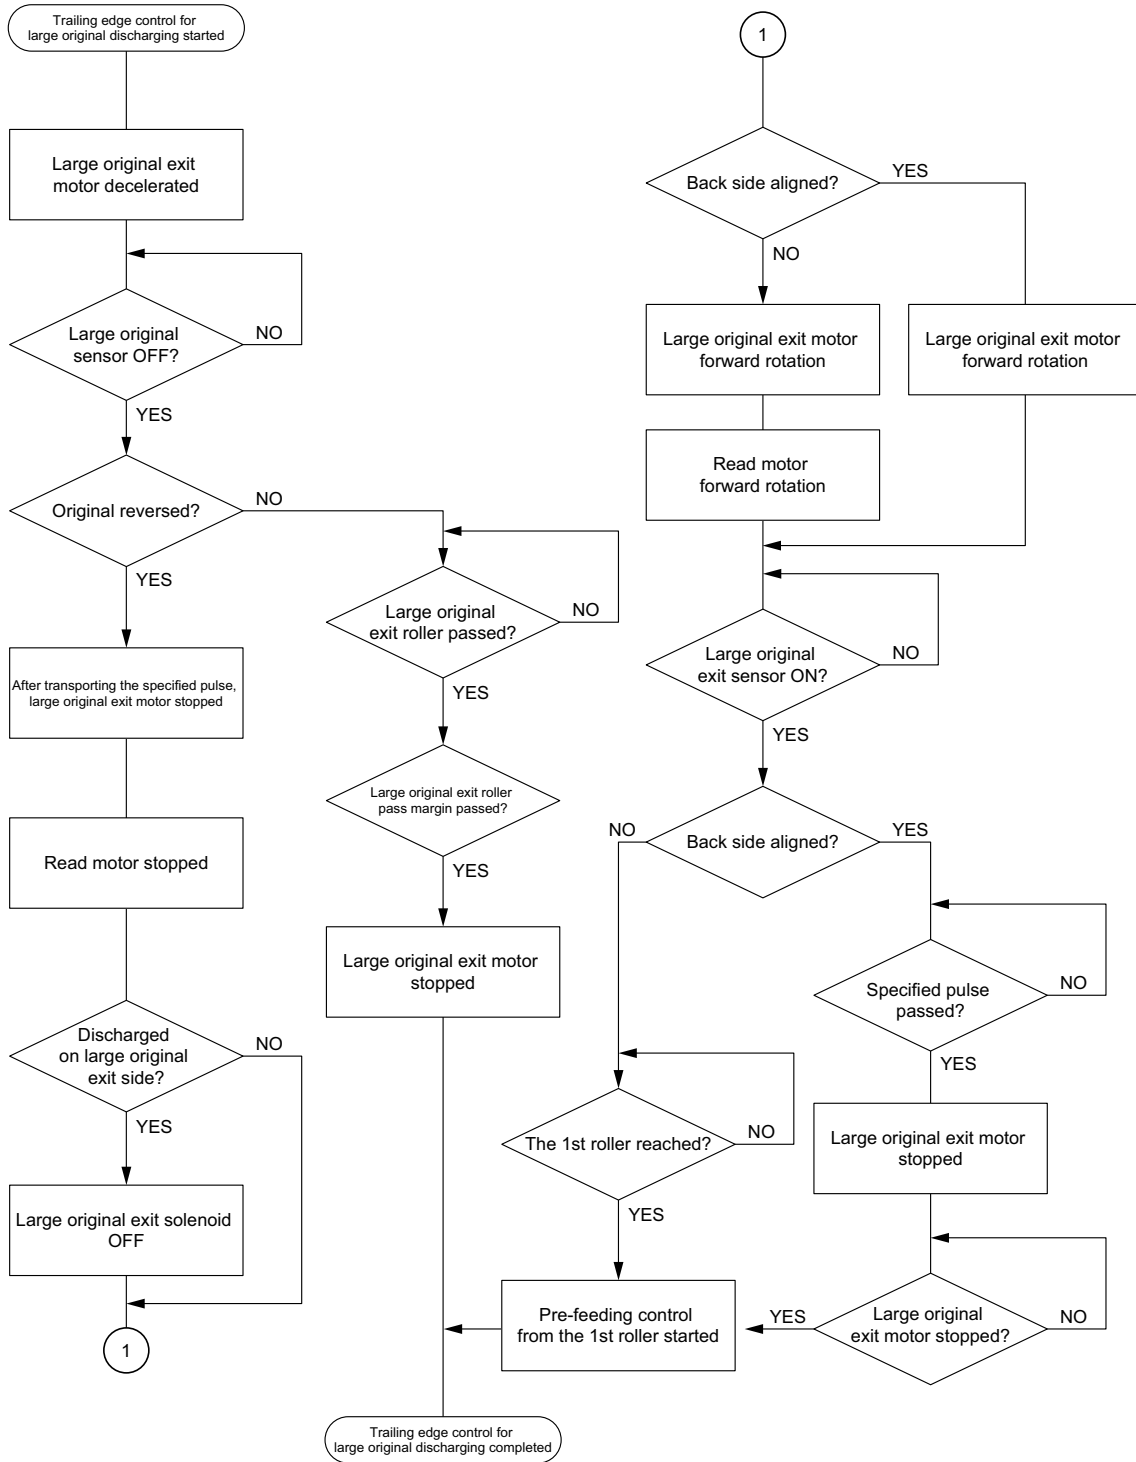 Trailing edge control for
large original discharging started
Large original exit
motor decelerated
Large original
sensor OFF?
NO
YES
Original reversed?
NO
YES
After transporting the specified pulse,
large original exit motor stopped
Read motor stopped
Discharged
on large original
exit side?
NO
YES
Large original exit solenoid
OFF
1
Large original
exit roller passed?
NO
YES
Large original exit roller
pass margin passed?
YES
Large original exit motor
stopped
Trailing edge control for
large original discharging completed
1
Back side aligned?
YES
NO
Large original exit motor
forward rotation
Large original exit motor
forward rotation
Read motor
forward rotation
Large original
exit sensor ON?
NO
YES
Back side aligned?
NO
YES
Specified pulse
passed?
NO
YES
The 1st roller reached?
NO
YES
Large original exit motor
stopped
Pre-feeding control
from the 1st roller started
YES
Large original
exit motor stopped?
NO